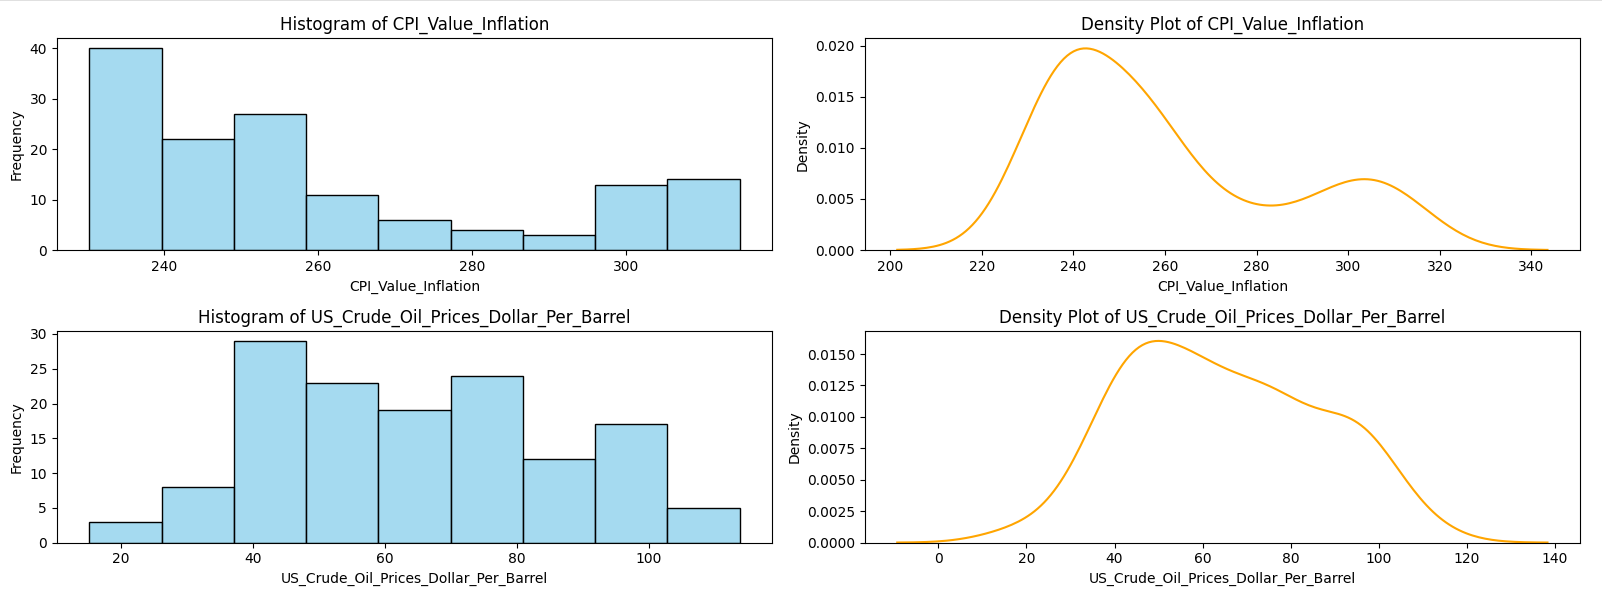 Histogram of CPI_Value_Inflation
Frequency
40
30
20
10
0
240 260 280 300
CPI_Value_Inflation
Density Plot of CPI_Value_Inflation
Density
0.020
0.015
0.010
0.005
0.000
200 220 240 260 280 300 320 340
CPI_Value_Inflation
Histogram of US_Crude_Oil_Prices_Dollar_Per_Barrel
Frequency
30
25
20
15
10
5
0
20 40 60 80 100
US_Crude_Oil_Prices_Dollar_Per_Barrel
Density Plot of US_Crude_Oil_Prices_Dollar_Per_Barrel
Density
0.0150
0.0125
0.0100
0.0075
0.0050
0.0025
0.0000
0 20 40 60 80 100 120 140
US_Crude_Oil_Prices_Dollar_Per_Barrel